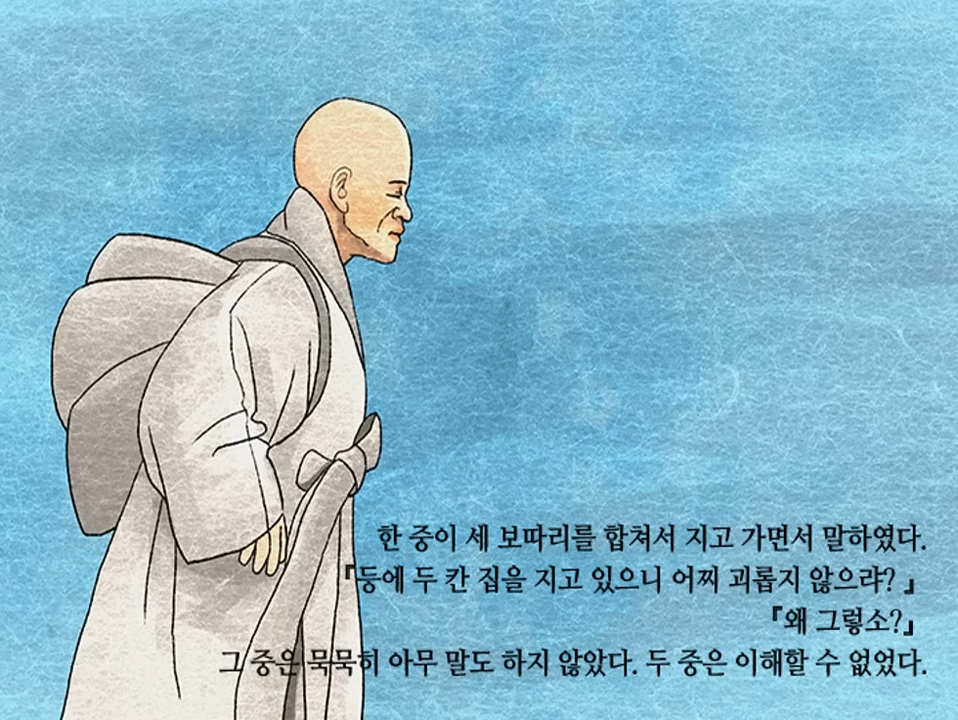 한 중이 세 보따리를 합쳐서 지고 가면서 말하였다.
『등에 두 칸 집을 지고 있으니 어찌 괴롭지 않으랴? 』
『왜 그렇소?』
그 중은 묵묵히 아무 말도 하지 않았다. 두 중은 이해할 수 없었다.